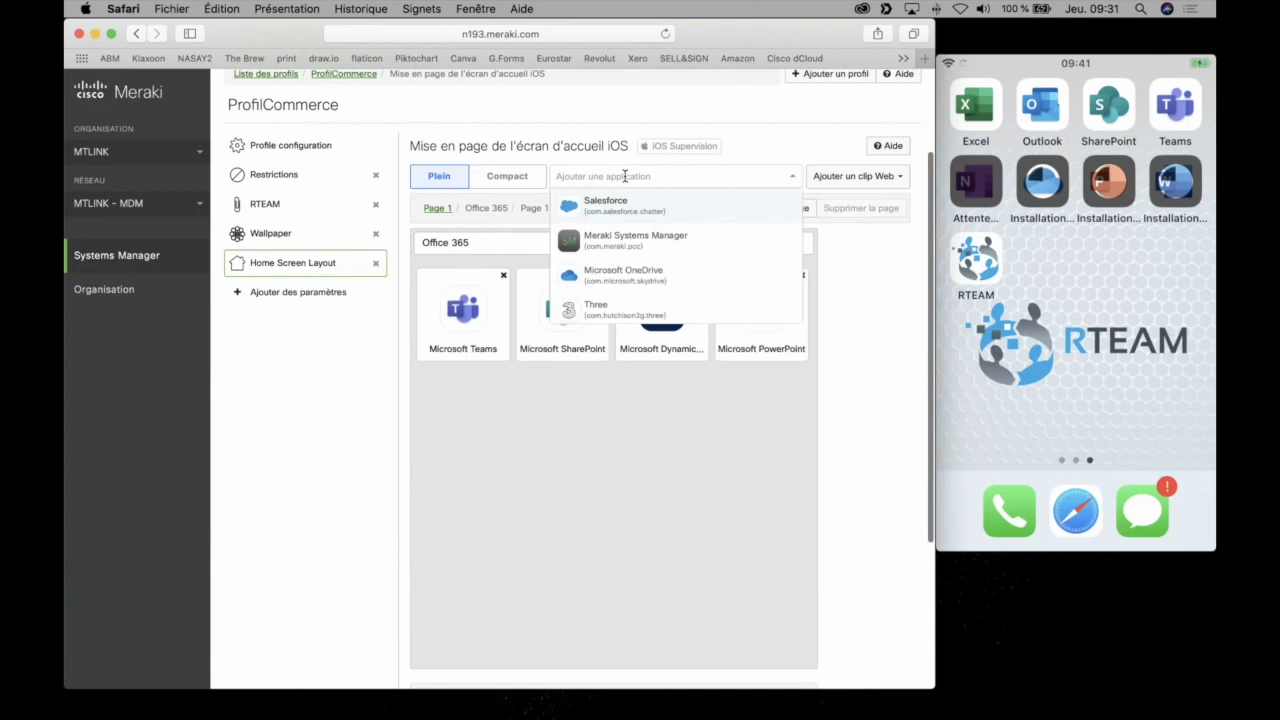 Safari Fichier Édition Présentation Historique Signets Fenêtre Aide
100 % Jeu. 09:31
n193.meraki.com
ABM Klaxoon NASAY2 The Brew print draw.io flaticon Piktochart Canva G.Forms Eurostar Revolut Xero SELL&SIGN Amazon Cisco dCloud
CISCO Meraki
ORGANISATION
MTLINK
RÉSEAU
MTLINK - MDM
Systems Manager
Organisation
Liste des profils / ProfilCommerce / Mise en page de l'écran d'accueil iOS
+ Ajouter un profil
Aide
ProfilCommerce
Profile configuration
Restrictions
RTEAM
Wallpaper
Home Screen Layout
+ Ajouter des paramètres
Mise en page de l'écran d'accueil iOS
iOS Supervision
Aide
Plein
Compact
Ajouter une application
Ajouter un clip Web
Page 1 / Office 365 / Page 1
Supprimer la page
Salesforce
(com.salesforce.chatter)
Meraki Systems Manager
(com.meraki.pcc)
Microsoft OneDrive
(com.microsoft.skydrive)
Three
(com.hutchison3g.three)
Office 365
Microsoft Teams
Microsoft SharePoint
Microsoft Dynamic...
Microsoft PowerPoint
09:41
Excel
Outlook
SharePoint
Teams
Attente...
Installation...
Installation...
Installation...
RTEAM
RTEAM